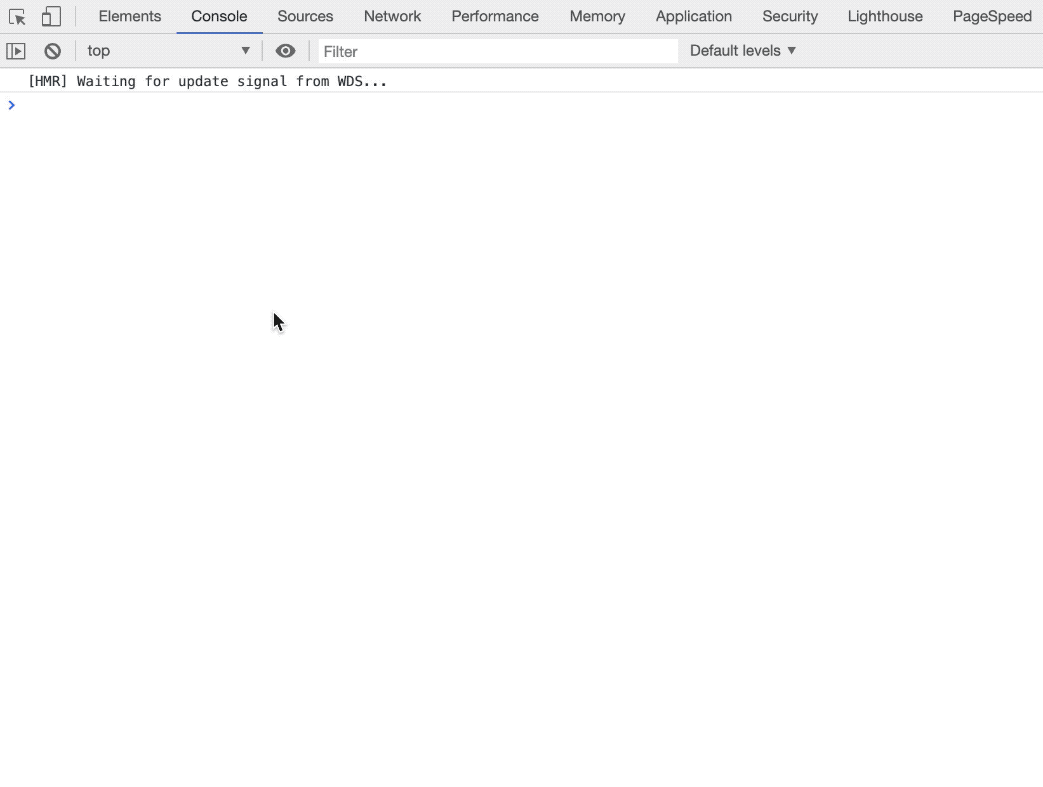 Elements Console Sources Network Performance Memory Application Security Lighthouse PageSpeed
top Filter Default levels
[HMR] Waiting for update signal from WDS...